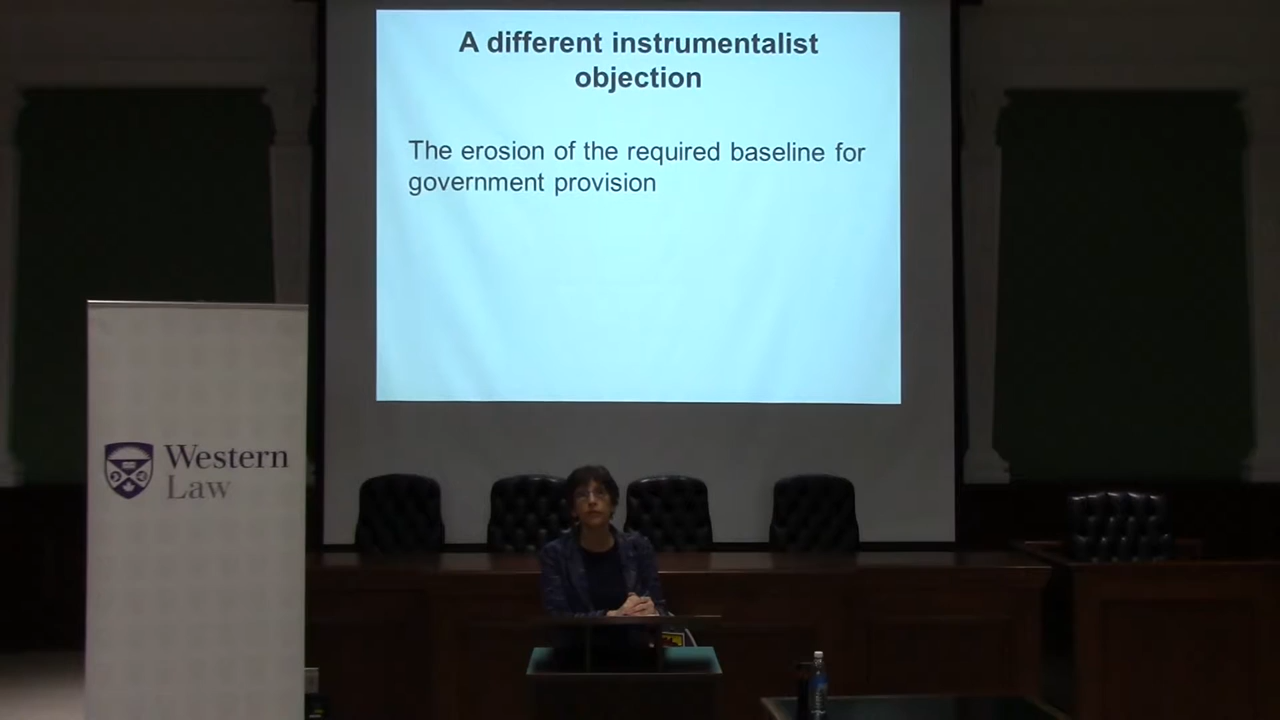 A different instrumentalist
objection
The erosion of the required baseline for
government provision
Western
Law